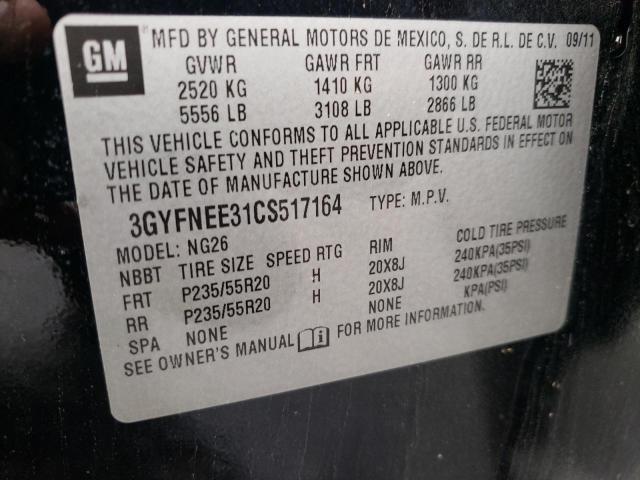 GM
MFD BY GENERAL MOTORS DE MEXICO, S. DE R.L. DE C.V. 09/11
GVWR GAWR FRT GAWR RR
2520 KG 1410 KG 1300 KG
5556 LB 3108 LB 2866 LB
THIS VEHICLE CONFORMS TO ALL APPLICABLE U.S. FEDERAL MOTOR
VEHICLE SAFETY AND THEFT PREVENTION STANDARDS IN EFFECT ON
THE DATE OF MANUFACTURE SHOWN ABOVE.
3GYFNEE31CS517164 TYPE: M.P.V.
MODEL: NG26
NBBT TIRE SIZE SPEED RTG RIM COLD TIRE PRESSURE
FRT P235/55R20 H 20X8J 240KPA(35PSI)
RR P235/55R20 H 20X8J 240KPA(35PSI)
SPA NONE NONE KPA(PSI)
SEE OWNER'S MANUAL FOR MORE INFORMATION.